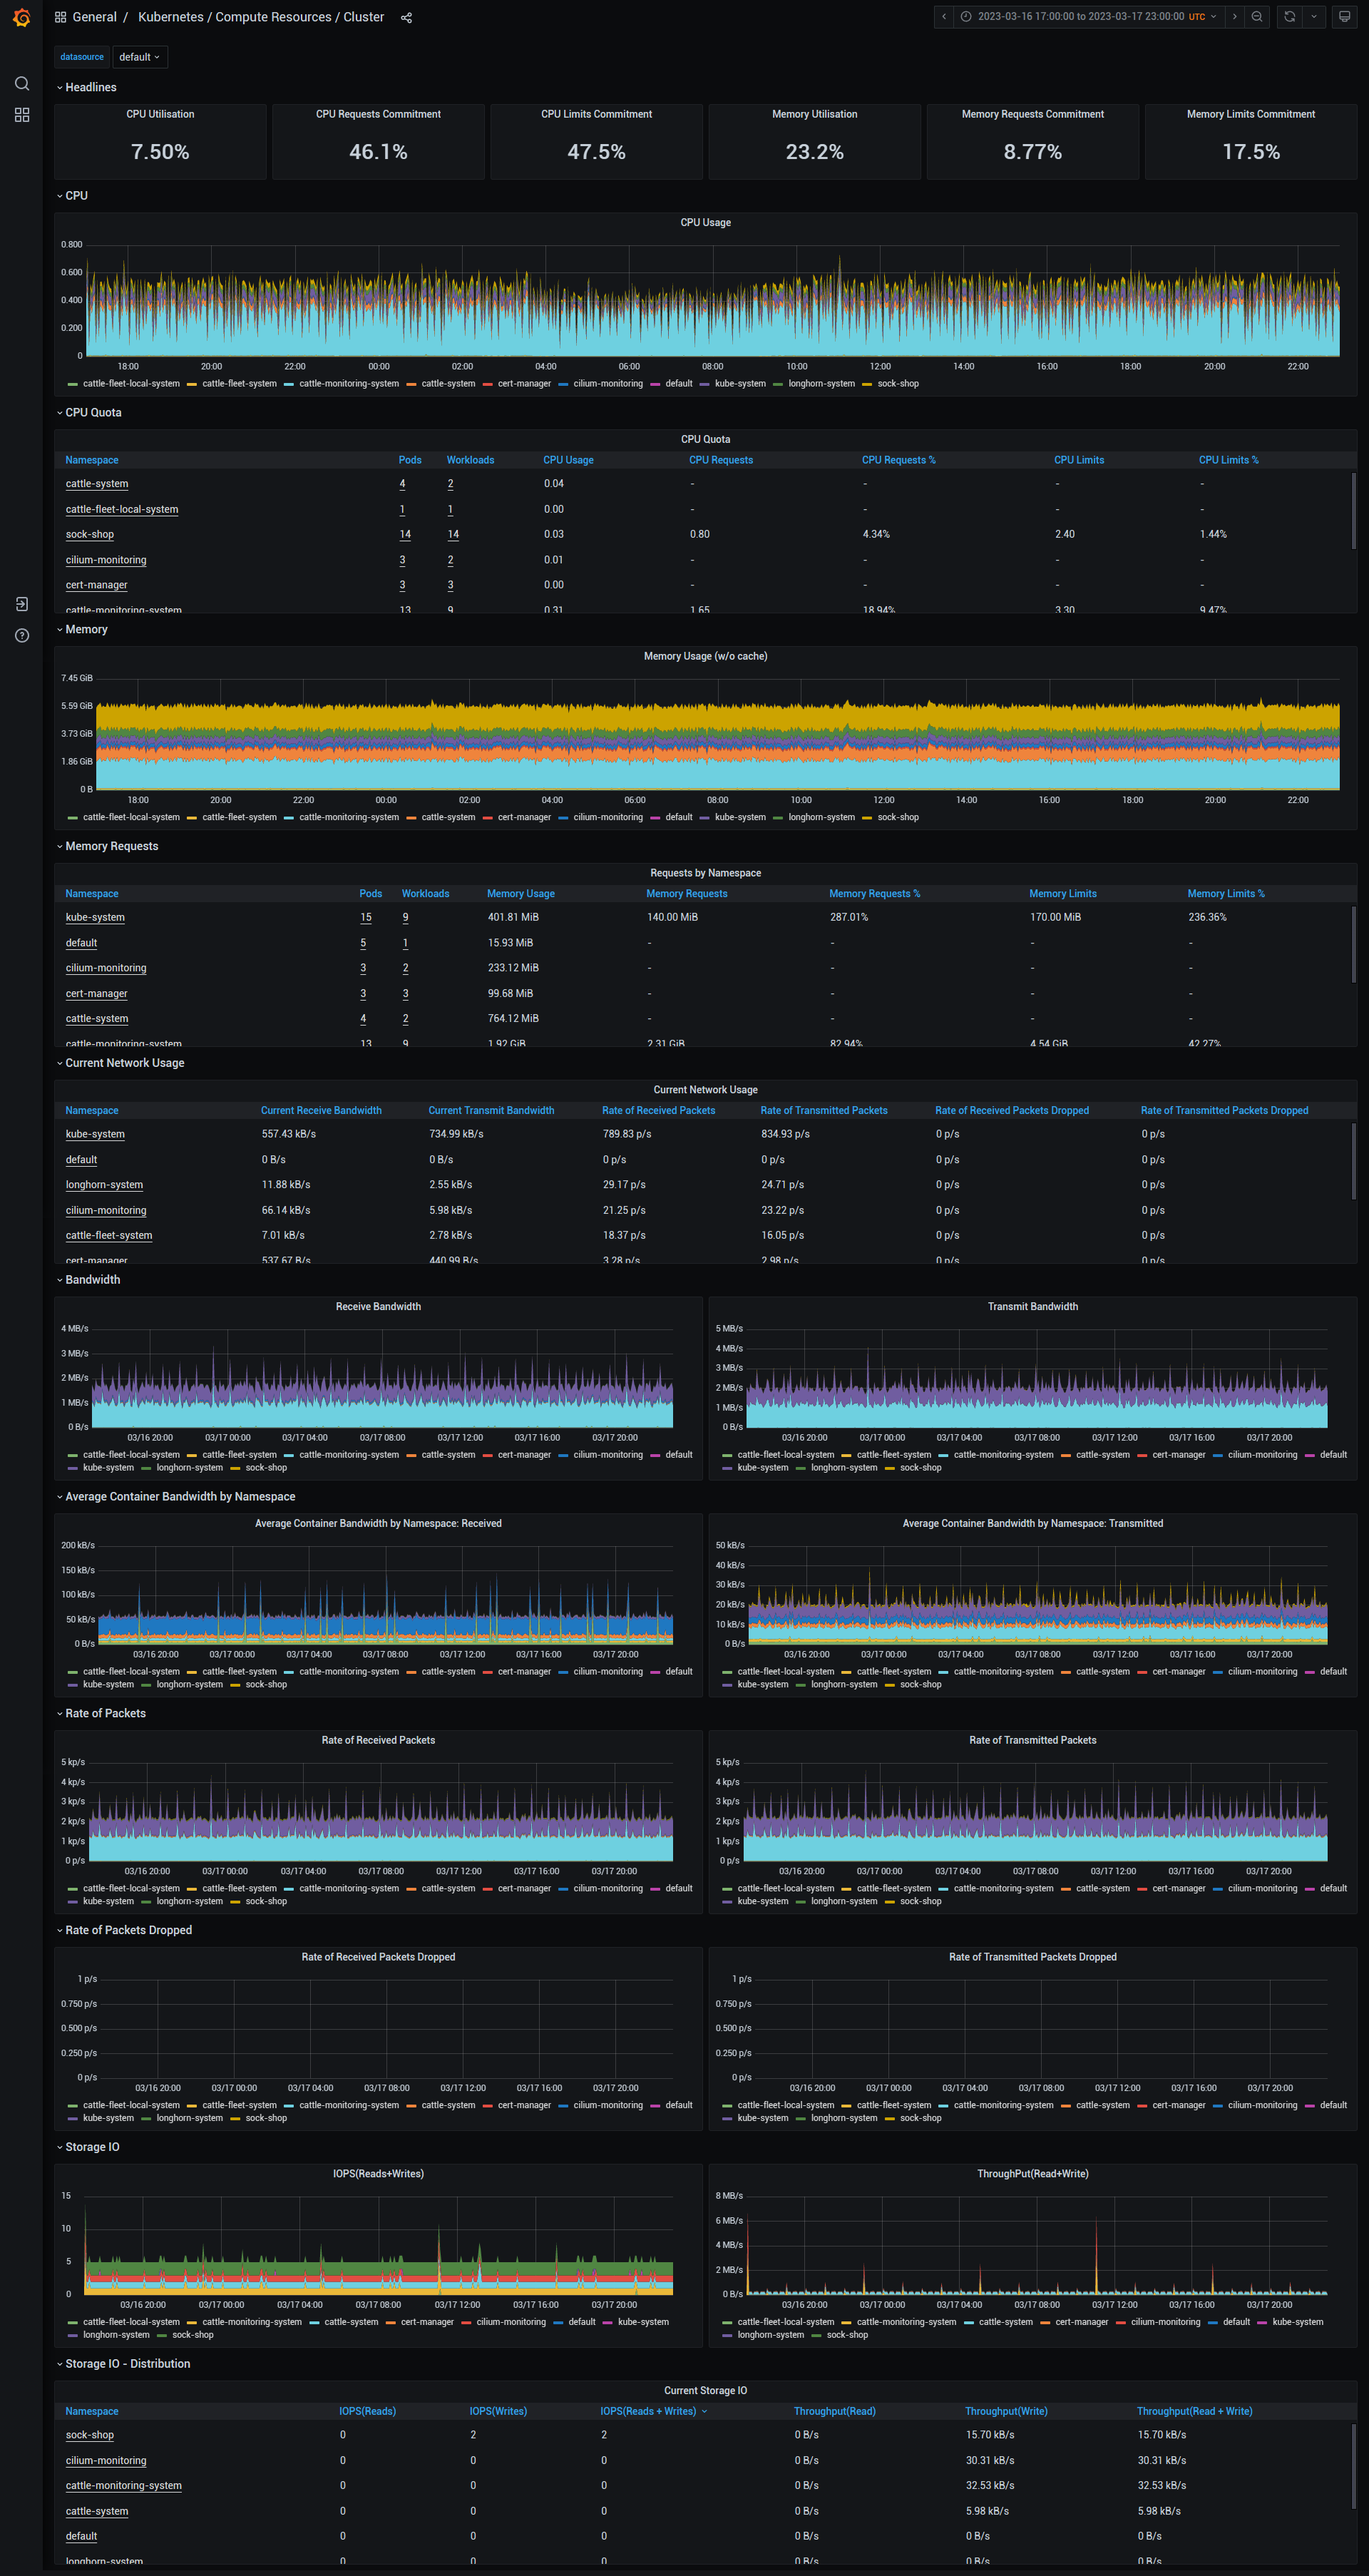 General / Kubernetes / Compute Resources / Cluster 2023-03-16 17:00:00 to 2023-03-17 23:00:00 UTC
datasource default
Headlines
CPU Utilisation CPU Requests Commitment CPU Limits Commitment Memory Utilisation Memory Requests Commitment Memory Limits Commitment
7.50% 46.1% 47.5% 23.2% 8.77% 17.5%
CPU
CPU Usage
0.800
0.600
0.400
0.200
0
18:00 20:00 22:00 00:00 02:00 04:00 06:00 08:00 10:00 12:00 14:00 16:00 18:00 20:00 22:00
cattle-fleet-local-system cattle-fleet-system cattle-monitoring-system cattle-system cert-manager cilium-monitoring default kube-system longhorn-system sock-shop
CPU Quota
CPU Quota
Namespace Pods Workloads CPU Usage CPU Requests CPU Requests % CPU Limits CPU Limits %
cattle-system 4 2 0.04 - - - -
cattle-fleet-local-system 1 1 0.00 - - - -
sock-shop 14 14 0.03 0.80 4.34% 2.40 1.44%
cilium-monitoring 3 2 0.01 - - - -
cert-manager 3 3 0.00 - - - -
cattle-monitoring-system 13 9 0.31 1.65 18.94% 3.30 9.47%
Memory
Memory Usage (w/o cache)
7.45 GiB
5.59 GiB
3.73 GiB
1.86 GiB
0 B
18:00 20:00 22:00 00:00 02:00 04:00 06:00 08:00 10:00 12:00 14:00 16:00 18:00 20:00 22:00
cattle-fleet-local-system cattle-fleet-system cattle-monitoring-system cattle-system cert-manager cilium-monitoring default kube-system longhorn-system sock-shop
Memory Requests
Requests by Namespace
Namespace Pods Workloads Memory Usage Memory Requests Memory Requests % Memory Limits Memory Limits %
kube-system 15 9 401.81 MiB 140.00 MiB 287.01% 170.00 MiB 236.36%
default 5 1 15.93 MiB - - - -
cilium-monitoring 3 2 233.12 MiB - - - -
cert-manager 3 3 99.68 MiB - - - -
cattle-system 4 2 764.12 MiB - - - -
cattle-monitoring-system 13 9 1.92 GiB 2.31 GiB 82.94% 4.54 GiB 42.27%
Current Network Usage
Current Network Usage
Namespace Current Receive Bandwidth Current Transmit Bandwidth Rate of Received Packets Rate of Transmitted Packets Rate of Received Packets Dropped Rate of Transmitted Packets Dropped
kube-system 557.43 kB/s 734.99 kB/s 789.83 p/s 834.93 p/s 0 p/s 0 p/s
default 0 B/s 0 B/s 0 p/s 0 p/s 0 p/s 0 p/s
longhorn-system 11.88 kB/s 2.55 kB/s 29.17 p/s 24.71 p/s 0 p/s 0 p/s
cilium-monitoring 66.14 kB/s 5.98 kB/s 21.25 p/s 23.22 p/s 0 p/s 0 p/s
cattle-fleet-system 7.01 kB/s 2.78 kB/s 18.37 p/s 16.05 p/s 0 p/s 0 p/s
cert-manager 537.67 B/s 440.99 B/s 3.28 p/s 2.98 p/s 0 p/s 0 p/s
Bandwidth
Receive Bandwidth
4 MB/s
3 MB/s
2 MB/s
1 MB/s
0 B/s
03/16 20:00 03/17 00:00 03/17 04:00 03/17 08:00 03/17 12:00 03/17 16:00 03/17 20:00
cattle-fleet-local-system cattle-fleet-system cattle-monitoring-system cattle-system cert-manager cilium-monitoring default
kube-system longhorn-system sock-shop
Transmit Bandwidth
5 MB/s
4 MB/s
3 MB/s
2 MB/s
1 MB/s
0 B/s
03/16 20:00 03/17 00:00 03/17 04:00 03/17 08:00 03/17 12:00 03/17 16:00 03/17 20:00
cattle-fleet-local-system cattle-fleet-system cattle-monitoring-system cattle-system cert-manager cilium-monitoring default
kube-system longhorn-system sock-shop
Average Container Bandwidth by Namespace
Average Container Bandwidth by Namespace: Received
200 kB/s
150 kB/s
100 kB/s
50 kB/s
0 B/s
03/16 20:00 03/17 00:00 03/17 04:00 03/17 08:00 03/17 12:00 03/17 16:00 03/17 20:00
cattle-fleet-local-system cattle-fleet-system cattle-monitoring-system cattle-system cert-manager cilium-monitoring default
kube-system longhorn-system sock-shop
Average Container Bandwidth by Namespace: Transmitted
50 kB/s
40 kB/s
30 kB/s
20 kB/s
10 kB/s
0 B/s
03/16 20:00 03/17 00:00 03/17 04:00 03/17 08:00 03/17 12:00 03/17 16:00 03/17 20:00
cattle-fleet-local-system cattle-fleet-system cattle-monitoring-system cattle-system cert-manager cilium-monitoring default
kube-system longhorn-system sock-shop
Rate of Packets
Rate of Received Packets
5 kp/s
4 kp/s
3 kp/s
2 kp/s
1 kp/s
0 p/s
03/16 20:00 03/17 00:00 03/17 04:00 03/17 08:00 03/17 12:00 03/17 16:00 03/17 20:00
cattle-fleet-local-system cattle-fleet-system cattle-monitoring-system cattle-system cert-manager cilium-monitoring default
kube-system longhorn-system sock-shop
Rate of Transmitted Packets
5 kp/s
4 kp/s
3 kp/s
2 kp/s
1 kp/s
0 p/s
03/16 20:00 03/17 00:00 03/17 04:00 03/17 08:00 03/17 12:00 03/17 16:00 03/17 20:00
cattle-fleet-local-system cattle-fleet-system cattle-monitoring-system cattle-system cert-manager cilium-monitoring default
kube-system longhorn-system sock-shop
Rate of Packets Dropped
Rate of Received Packets Dropped
1 p/s
0.750 p/s
0.500 p/s
0.250 p/s
0 p/s
03/16 20:00 03/17 00:00 03/17 04:00 03/17 08:00 03/17 12:00 03/17 16:00 03/17 20:00
cattle-fleet-local-system cattle-fleet-system cattle-monitoring-system cattle-system cert-manager cilium-monitoring default
kube-system longhorn-system sock-shop
Rate of Transmitted Packets Dropped
1 p/s
0.750 p/s
0.500 p/s
0.250 p/s
0 p/s
03/16 20:00 03/17 00:00 03/17 04:00 03/17 08:00 03/17 12:00 03/17 16:00 03/17 20:00
cattle-fleet-local-system cattle-fleet-system cattle-monitoring-system cattle-system cert-manager cilium-monitoring default
kube-system longhorn-system sock-shop
Storage IO
IOPS(Reads+Writes)
15
10
5
0
03/16 20:00 03/17 00:00 03/17 04:00 03/17 08:00 03/17 12:00 03/17 16:00 03/17 20:00
cattle-fleet-local-system cattle-monitoring-system cattle-system cert-manager cilium-monitoring default kube-system
longhorn-system sock-shop
ThroughPut(Read+Write)
8 MB/s
6 MB/s
4 MB/s
2 MB/s
0 B/s
03/16 20:00 03/17 00:00 03/17 04:00 03/17 08:00 03/17 12:00 03/17 16:00 03/17 20:00
cattle-fleet-local-system cattle-monitoring-system cattle-system cert-manager cilium-monitoring default kube-system
longhorn-system sock-shop
Storage IO - Distribution
Current Storage IO
Namespace IOPS(Reads) IOPS(Writes) IOPS(Reads + Writes) Throughput(Read) Throughput(Write) Throughput(Read + Write)
sock-shop 0 2 2 0 B/s 15.70 kB/s 15.70 kB/s
cilium-monitoring 0 0 0 0 B/s 30.31 kB/s 30.31 kB/s
cattle-monitoring-system 0 0 0 0 B/s 32.53 kB/s 32.53 kB/s
cattle-system 0 0 0 0 B/s 5.98 kB/s 5.98 kB/s
default 0 0 0 0 B/s 0 B/s 0 B/s
longhorn-system 0 0 0 0 B/s 0 B/s 0 B/s